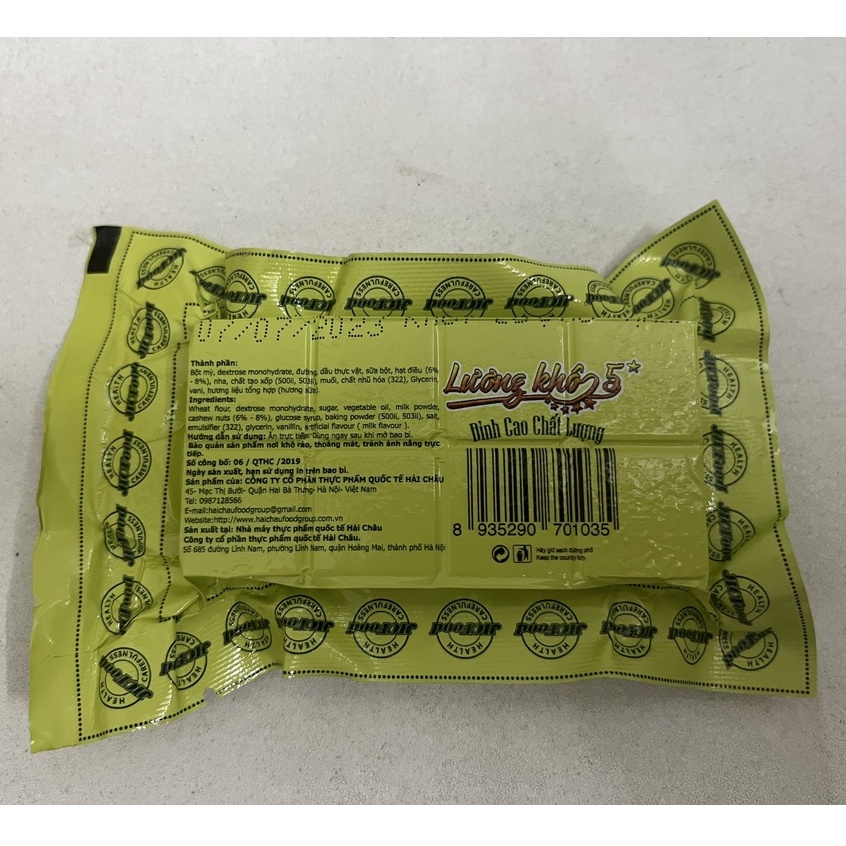 07/07/2023
Thành phần:
Bột mỳ, dextrose monohydrate, đường, dầu thực vật, sữa bột, hạt điều (6%
- 8%), nha, chất tạo xốp (500ii, 503ii), muối, chất nhũ hóa (322), Glycerin,
vani, hương liệu tổng hợp (hương sữa).
Ingredients:
Wheat flour, dextrose monohydrate, sugar, vegetable oil, milk powder,
cashew nuts (6% - 8%), glucose syrup, baking powder (500ii, 503ii), salt,
emulsifier (322), glycerin, vanillin, artificial flavour ( milk flavour ).
Hướng dẫn sử dụng: Ăn trực tiếp. Dùng ngay sau khi mở bao bì.
Bảo quản sản phẩm nơi khô ráo, thoáng mát, tránh ánh nắng trực
tiếp.
Số công bố: 06 / QTHC /2019
Ngày sản xuất, hạn sử dụng in trên bao bì.
Sản phẩm của: CÔNG TY CỔ PHẦN THỰC PHẨM QUỐC TẾ HẢI CHÂU
45- Mạc Thị Bưởi- Quận Hai Bà Trưng- Hà Nội- Việt Nam
Tel: 0987128566
E-mail:haichaufoodgroup@gmail.com
Website:http://www.haichaufoodgroup.com.vn
Sản xuất tại: Nhà máy thực phẩm quốc tế Hải Châu
Công ty cổ phần thực phẩm quốc tế Hải Châu.
Số 685 đường Lĩnh Nam, phường Lĩnh Nam, quận Hoàng Mai, thành phố Hà Nội
Lương khô 5
Đỉnh Cao Chất Lượng
8 935290 701035
Hãy giữ sạch đường phố
Keep the country tidy
HEALTH
JICFood
CAREFULNESS